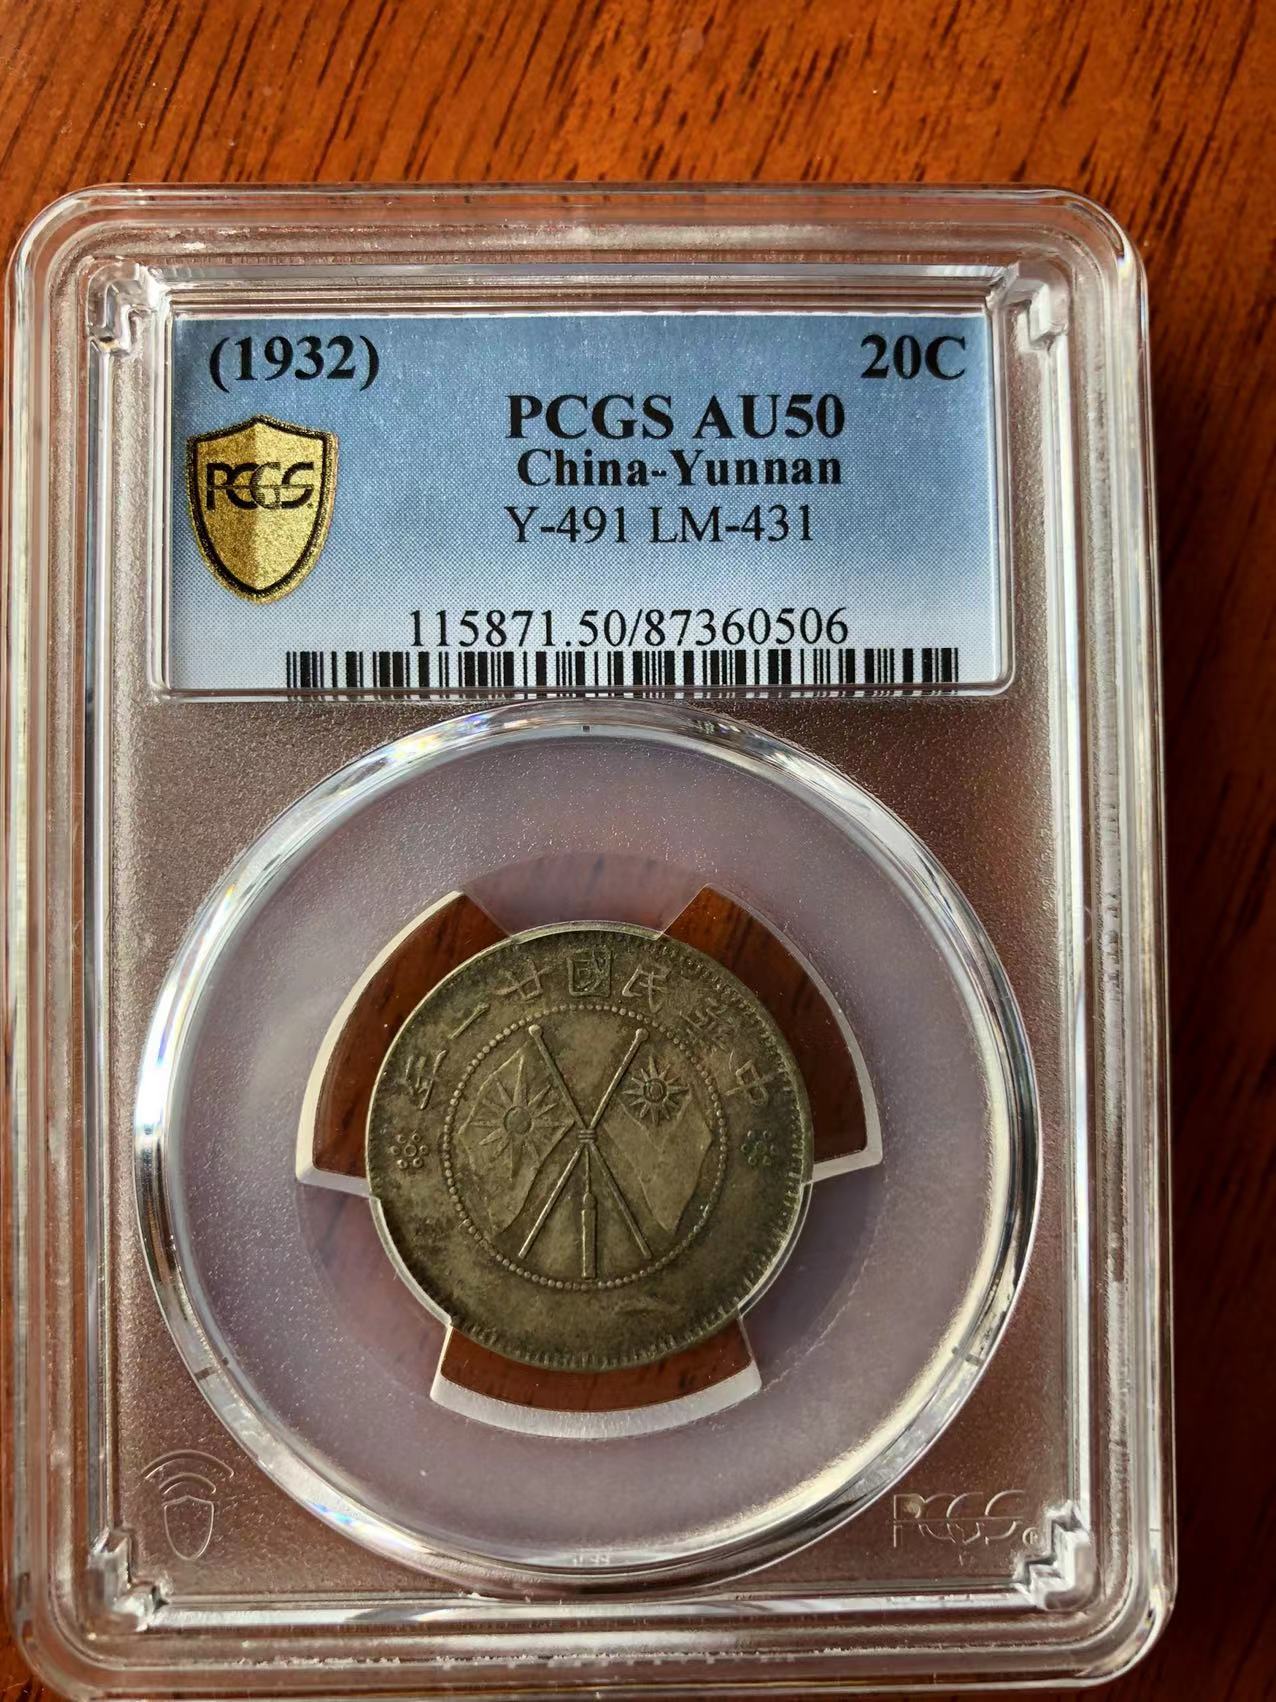 (1932) 20C
PCGS AU50
China-Yunnan
PCGS
Y-491 LM-431
115871.50/87360506
中華民國廿一年
PCGS